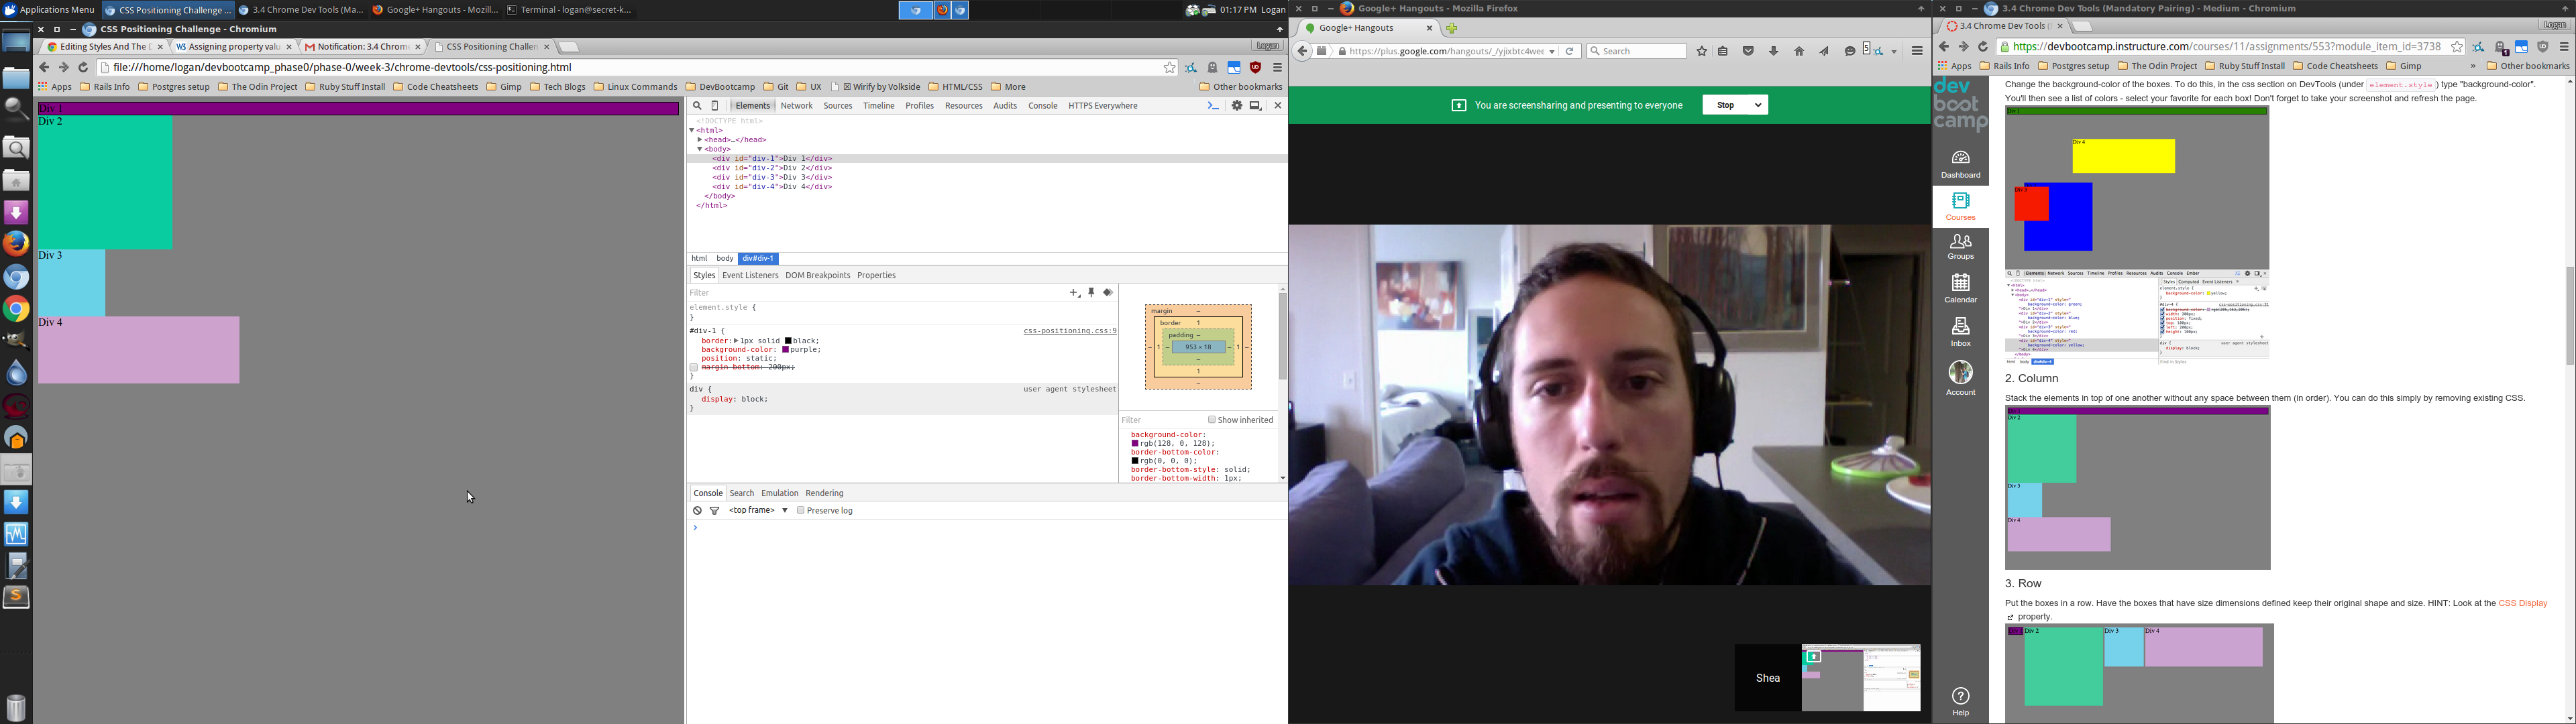 Applications Menu
CSS Positioning Challenge ...
3.4 Chrome Dev Tools (Ma...
Google+ Hangouts - Mozill...
Terminal - logan@secret-k...
01:17 PM Logan
CSS Positioning Challenge - Chromium
Editing Styles And The D
W3 Assigning property valu
Notification: 3.4 Chrome
CSS Positioning Challen
Logan
file:///home/logan/devbootcamp_phase0/phase-0/week-3/chrome-devtools/css-positioning.html
Apps Rails Info Postgres setup The Odin Project Ruby Stuff Install Code Cheatsheets Gimp Tech Blogs Linux Commands DevBootcamp Git UX Wirify by Volkside HTML/CSS More Other bookmarks
Div 1
Div 2
Div 3
Div 4
Elements Network Sources Timeline Profiles Resources Audits Console HTTPS Everywhere
<!DOCTYPE html>
▼<html>
▶<head>…</head>
▼<body>
<div id="div-1">Div 1</div>
<div id="div-2">Div 2</div>
<div id="div-3">Div 3</div>
<div id="div-4">Div 4</div>
</body>
</html>
html body div#div-1
Styles Event Listeners DOM Breakpoints Properties
Filter
element.style {
}
#div-1 { css-positioning.css:9
border:▶1px solid black;
background-color: purple;
position: static;
margin-bottom: 200px;
}
div { user agent stylesheet
display: block;
}
margin –
border 1
padding –
– 1 – 953 × 18 – 1 –
–
1
–
Filter Show inherited
background-color:
rgb(128, 0, 128);
border-bottom-color:
rgb(0, 0, 0);
border-bottom-style: solid;
border-bottom-width: 1px;
Console Search Emulation Rendering
<top frame> ▼ Preserve log
Google+ Hangouts - Mozilla Firefox
Google+ Hangouts
https://plus.google.com/hangouts/_/yjixbtc4wee
Search
5
You are screensharing and presenting to everyone
Stop
Shea
3.4 Chrome Dev Tools (Mandatory Pairing) - Medium - Chromium
3.4 Chrome Dev Tools (
Logan
https://devbootcamp.instructure.com/courses/11/assignments/553?module_item_id=3738
Apps Rails Info Postgres setup The Odin Project Ruby Stuff Install Code Cheatsheets Gimp » Other bookmarks
dev
boot
camp
Dashboard
Courses
Groups
Calendar
Inbox
Account
Help
Change the background-color of the boxes. To do this, in the css section on DevTools (under element.style ) type "background-color".
You'll then see a list of colors - select your favorite for each box! Don't forget to take your screenshot and refresh the page.
Div 4
Div 3
2. Column
Stack the elements in top of one another without any space between them (in order). You can do this simply by removing existing CSS.
Div 2
Div 3
Div 4
3. Row
Put the boxes in a row. Have the boxes that have size dimensions defined keep their original shape and size. HINT: Look at the CSS Display
property.
Div 2
Div 3
Div 4